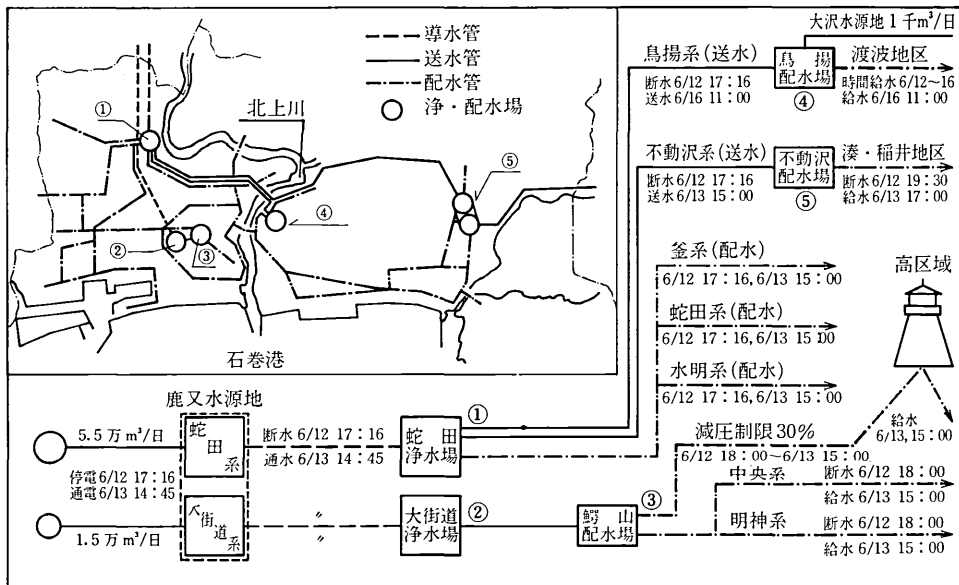 導水管
送水管
配水管
浄・配水場
①
北上川
⑤
④
②
③
石巻港
大沢水源地1千m³/日
鳥揚系(送水)
断水6/12 17:16
送水6/16 11:00
鳥揚
配水場
④
渡波地区
時間給水6/12~16
給水6/16 11:00
不動沢系(送水)
断水6/12 17:16
送水6/13 15:00
不動沢
配水場
⑤
湊・稲井地区
断水6/12 19:30
給水6/13 17:00
釜系(配水)
6/12 17:16,6/13 15:00
蛇田系(配水)
6/12 17:16,6/13 15:00
水明系(配水)
6/12 17:16,6/13 15:00
高区域
給水
6/13,15:00
鹿又水源地
5.5万m³/日
蛇田系
断水6/12 17:16
通水6/13 14:45
①
蛇田
浄水場
停電6/12 17:16
通電6/13 14:45
1.5万m³/日
大街道系
〃
〃
大街道
浄水場
②
③
鰐山
配水場
減圧制限30%
6/12 18:00~6/13 15:00
中央系
断水6/12 18:00
給水6/13 15:00
明神系
断水6/12 18:00
給水6/13 15:00